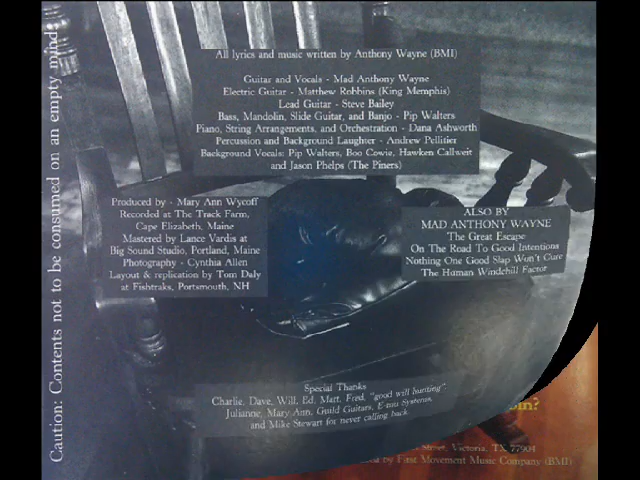 Caution: Contents not to be consumed on an empty mind.
All lyrics and music written by Anthony Wayne (BMI)
Guitar and Vocals - Mad Anthony Wayne
Electric Guitar - Matthew Robbins (King Memphis)
Lead Guitar - Steve Bailey
Bass, Mandolin, Slide Guitar, and Banjo - Pip Walters
Piano, String Arrangements, and Orchestration - Dana Ashworth
Percussion and Background Laughter - Andrew Pellitier
Background Vocals: Pip Walters, Boo Cowie, Hawken Callweit
and Jason Phelps (The Piners)
Produced by - Mary Ann Wycoff
Recorded at The Track Farm,
Cape Elizabeth, Maine
Mastered by Lance Vardis at
Big Sound Studio, Portland, Maine
Photography - Cynthia Allen
Layout & replication by Tom Daly
at Fishtraks, Portsmouth, NH
ALSO BY
MAD ANTHONY WAYNE
The Great Escape
On The Road To Good Intentions
Nothing One Good Slap Won't Cure
The Human Windchill Factor
Special Thanks
Charlie, Dave, Will, Ed, Matt, Fred, "good will hunting"
Julianne, Mary Ann, Guild Guitars, Systems,
and Mike Stewart for never calling back.
Street, Victoria, TX 77904
by First Movement Music Company (BMI)